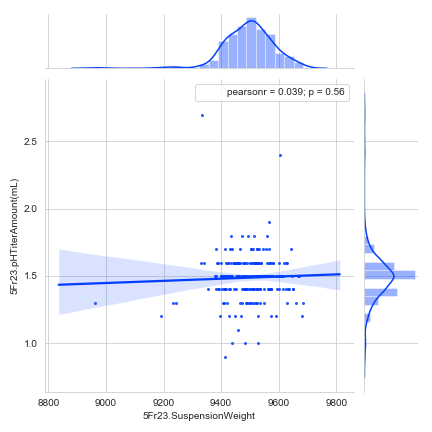 pearsonr = 0.039; p = 0.56
2.5
2.0
1.5
1.0
5Fr23.pHTiterAmount(mL)
8800 9000 9200 9400 9600 9800
5Fr23.SuspensionWeight